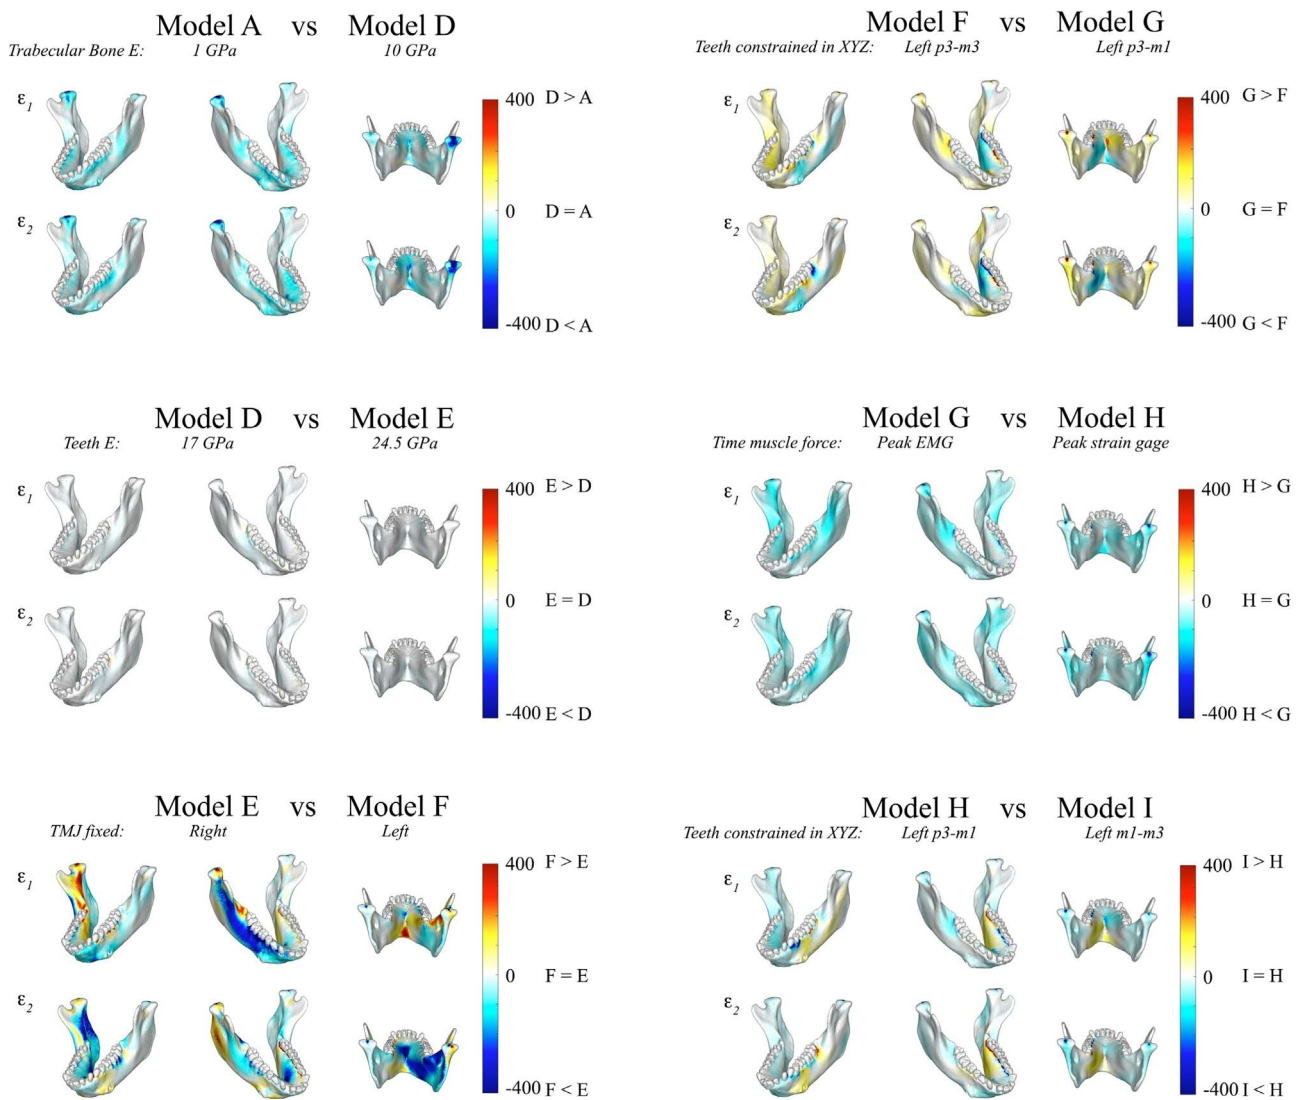 Model A vs Model D
Trabecular Bone E: 1 GPa 10 GPa
ε1
ε2
400
0
-400
D > A
D = A
D < A
Model F vs Model G
Teeth constrained in XYZ: Left p3-m3 Left p3-m1
ε1
ε2
400
0
-400
G > F
G = F
G < F
Model D vs Model E
Teeth E: 17 GPa 24.5 GPa
ε1
ε2
400
0
-400
E > D
E = D
E < D
Model G vs Model H
Time muscle force: Peak EMG Peak strain gage
ε1
ε2
400
0
-400
H > G
H = G
H < G
Model E vs Model F
TMJ fixed: Right Left
ε1
ε2
400
0
-400
F > E
F = E
F < E
Model H vs Model I
Teeth constrained in XYZ: Left p3-m1 Left m1-m3
ε1
ε2
400
0
-400
I > H
I = H
I < H